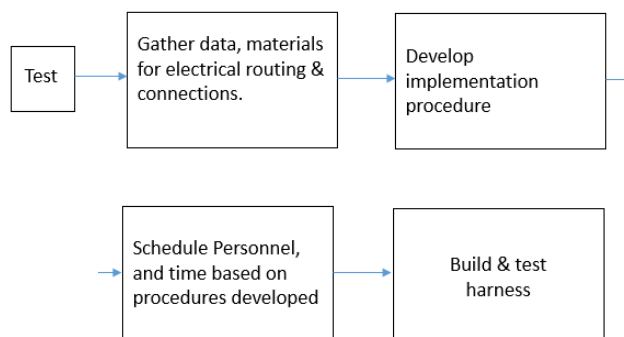 Test
Gather data, materials
for electrical routing &
connections.
Develop
implementation
procedure
Schedule Personnel,
and time based on
procedures developed
Build & test
harness